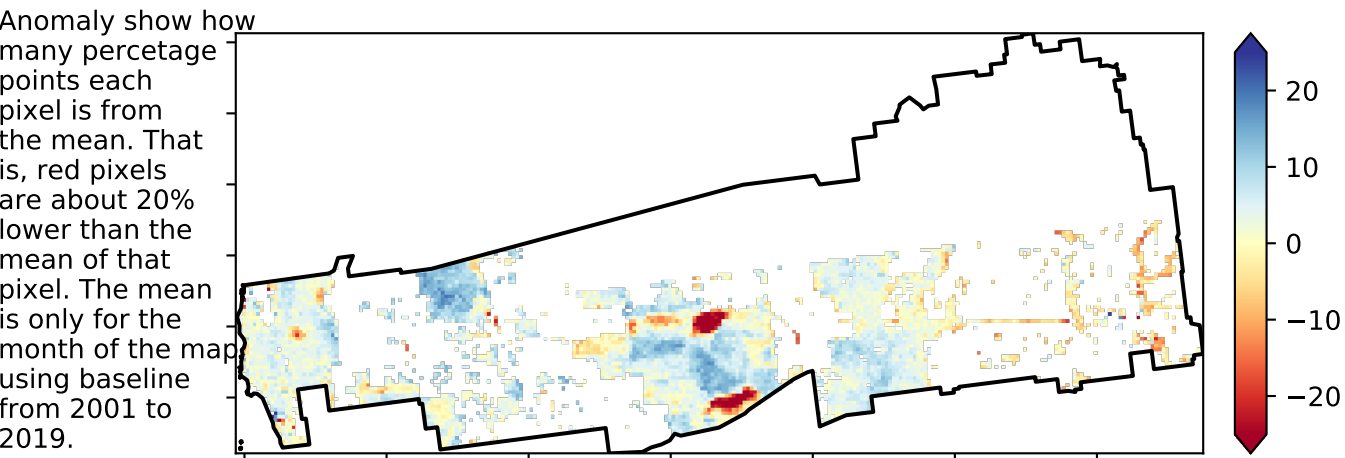 Anomaly show how
many percetage
points each
pixel is from
the mean. That
is, red pixels
are about 20%
lower than the
mean of that
pixel. The mean
is only for the
month of the map
using baseline
from 2001 to
2019.
20
10
0
−10
−20